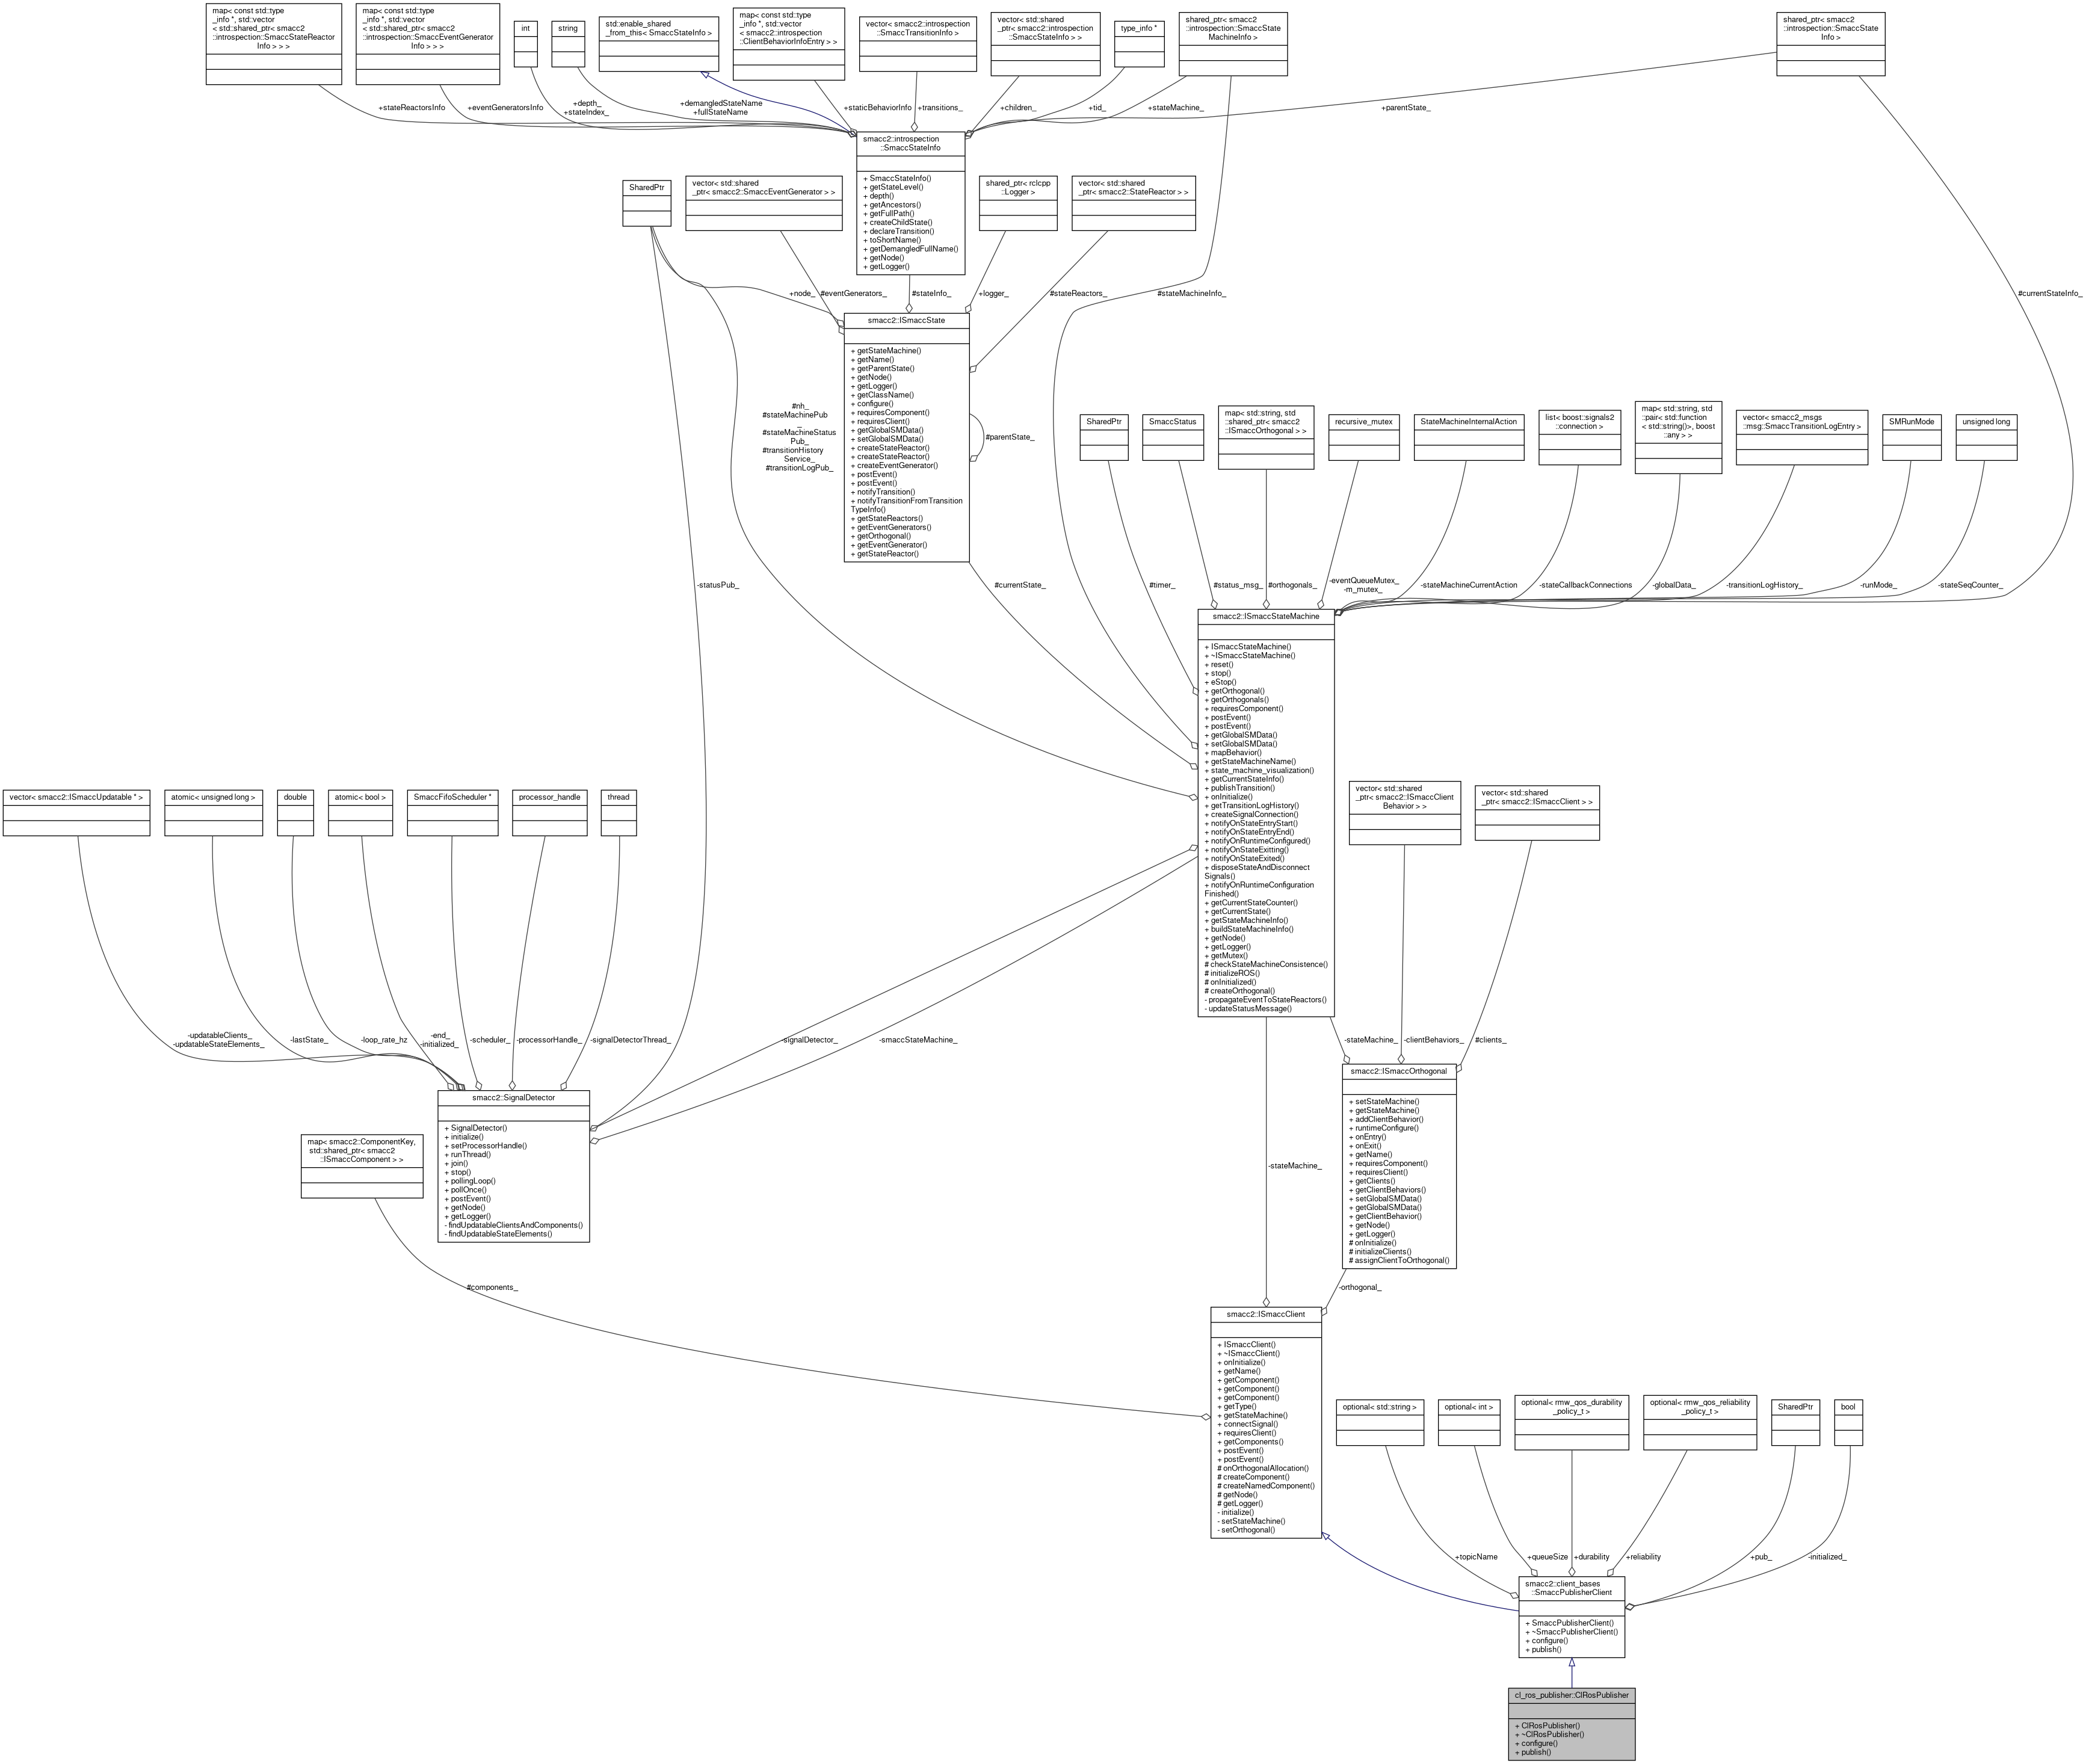 map< const std::type
_info *, std::vector
< std::shared_ptr< smacc2
::introspection::SmaccStateReactor
Info > > >
map< const std::type
_info *, std::vector
< std::shared_ptr< smacc2
::introspection::SmaccEventGenerator
Info > > >
int
string
std::enable_shared
_from_this< SmaccStateInfo >
map< const std::type
_info *, std::vector
< smacc2::introspection
::ClientBehaviorInfoEntry > >
vector< smacc2::introspection
::SmaccTransitionInfo >
vector< std::shared
_ptr< smacc2::introspection
::SmaccStateInfo > >
type_info *
shared_ptr< smacc2
::introspection::SmaccState
MachineInfo >
shared_ptr< smacc2
::introspection::SmaccState
Info >
+stateReactorsInfo
+eventGeneratorsInfo
+depth_
+stateIndex_
+demangledStateName
+fullStateName
+staticBehaviorInfo
+transitions_
+children_
+tid_
+stateMachine_
+parentState_
smacc2::introspection
::SmaccStateInfo
+ SmaccStateInfo()
+ getStateLevel()
+ depth()
+ getAncestors()
+ getFullPath()
+ createChildState()
+ declareTransition()
+ toShortName()
+ getDemangledFullName()
+ getNode()
+ getLogger()
SharedPtr
vector< std::shared
_ptr< smacc2::SmaccEventGenerator > >
shared_ptr< rclcpp
::Logger >
vector< std::shared
_ptr< smacc2::StateReactor > >
+node_
#eventGenerators_
#stateInfo_
+logger_
#stateReactors_
#stateMachineInfo_
#currentStateInfo_
smacc2::ISmaccState
+ getStateMachine()
+ getName()
+ getParentState()
+ getNode()
+ getLogger()
+ getClassName()
+ configure()
+ requiresComponent()
+ requiresClient()
+ getGlobalSMData()
+ setGlobalSMData()
+ createStateReactor()
+ createStateReactor()
+ createEventGenerator()
+ postEvent()
+ postEvent()
+ notifyTransition()
+ notifyTransitionFromTransition
TypeInfo()
+ getStateReactors()
+ getEventGenerators()
+ getOrthogonal()
+ getEventGenerator()
+ getStateReactor()
#parentState_
#nh_
#stateMachinePub
_
#stateMachineStatus
Pub_
#transitionHistory
Service_
#transitionLogPub_
SharedPtr
SmaccStatus
map< std::string, std
::shared_ptr< smacc2
::ISmaccOrthogonal > >
recursive_mutex
StateMachineInternalAction
list< boost::signals2
::connection >
map< std::string, std
::pair< std::function
< std::string()>, boost
::any > >
vector< smacc2_msgs
::msg::SmaccTransitionLogEntry >
SMRunMode
unsigned long
-statusPub_
#currentState_
#timer_
#status_msg_
#orthogonals_
-eventQueueMutex_
-m_mutex_
-stateMachineCurrentAction
-stateCallbackConnections
-globalData_
-transitionLogHistory_
-runMode_
-stateSeqCounter_
smacc2::ISmaccStateMachine
+ ISmaccStateMachine()
+ ~ISmaccStateMachine()
+ reset()
+ stop()
+ eStop()
+ getOrthogonal()
+ getOrthogonals()
+ requiresComponent()
+ postEvent()
+ postEvent()
+ getGlobalSMData()
+ setGlobalSMData()
+ mapBehavior()
+ getStateMachineName()
+ state_machine_visualization()
+ getCurrentStateInfo()
+ publishTransition()
+ onInitialize()
+ getTransitionLogHistory()
+ createSignalConnection()
+ notifyOnStateEntryStart()
+ notifyOnStateEntryEnd()
+ notifyOnRuntimeConfigured()
+ notifyOnStateExitting()
+ notifyOnStateExited()
+ disposeStateAndDisconnect
Signals()
+ notifyOnRuntimeConfiguration
Finished()
+ getCurrentStateCounter()
+ getCurrentState()
+ getStateMachineInfo()
+ buildStateMachineInfo()
+ getNode()
+ getLogger()
+ getMutex()
# checkStateMachineConsistence()
# initializeROS()
# onInitialized()
# createOrthogonal()
- propagateEventToStateReactors()
- updateStatusMessage()
vector< smacc2::ISmaccUpdatable * >
atomic< unsigned long >
double
atomic< bool >
SmaccFifoScheduler *
processor_handle
thread
vector< std::shared
_ptr< smacc2::ISmaccClient
Behavior > >
vector< std::shared
_ptr< smacc2::ISmaccClient > >
-updatableClients_
-updatableStateElements_
-lastState_
-loop_rate_hz
-end_
-initialized_
-scheduler_
-processorHandle_
-signalDetectorThread_
-signalDetector_
-smaccStateMachine_
-stateMachine_
-clientBehaviors_
#clients_
smacc2::SignalDetector
+ SignalDetector()
+ initialize()
+ setProcessorHandle()
+ runThread()
+ join()
+ stop()
+ pollingLoop()
+ pollOnce()
+ postEvent()
+ getNode()
+ getLogger()
- findUpdatableClientsAndComponents()
- findUpdatableStateElements()
smacc2::ISmaccOrthogonal
+ setStateMachine()
+ getStateMachine()
+ addClientBehavior()
+ runtimeConfigure()
+ onEntry()
+ onExit()
+ getName()
+ requiresComponent()
+ requiresClient()
+ getClients()
+ getClientBehaviors()
+ setGlobalSMData()
+ getGlobalSMData()
+ getClientBehavior()
+ getNode()
+ getLogger()
# onInitialize()
# initializeClients()
# assignClientToOrthogonal()
map< smacc2::ComponentKey,
std::shared_ptr< smacc2
::ISmaccComponent > >
-stateMachine_
#components_
-orthogonal_
smacc2::ISmaccClient
+ ISmaccClient()
+ ~ISmaccClient()
+ onInitialize()
+ getName()
+ getComponent()
+ getComponent()
+ getComponent()
+ getType()
+ getStateMachine()
+ connectSignal()
+ requiresClient()
+ getComponents()
+ postEvent()
+ postEvent()
# onOrthogonalAllocation()
# createComponent()
# createNamedComponent()
# getNode()
# getLogger()
- initialize()
- setStateMachine()
- setOrthogonal()
optional< std::string >
optional< int >
optional< rmw_qos_durability
_policy_t >
optional< rmw_qos_reliability
_policy_t >
SharedPtr
bool
+topicName
+queueSize
+durability
+reliability
+pub_
-initialized_
smacc2::client_bases
::SmaccPublisherClient
+ SmaccPublisherClient()
+ ~SmaccPublisherClient()
+ configure()
+ publish()
cl_ros_publisher::ClRosPublisher
+ ClRosPublisher()
+ ~ClRosPublisher()
+ configure()
+ publish()